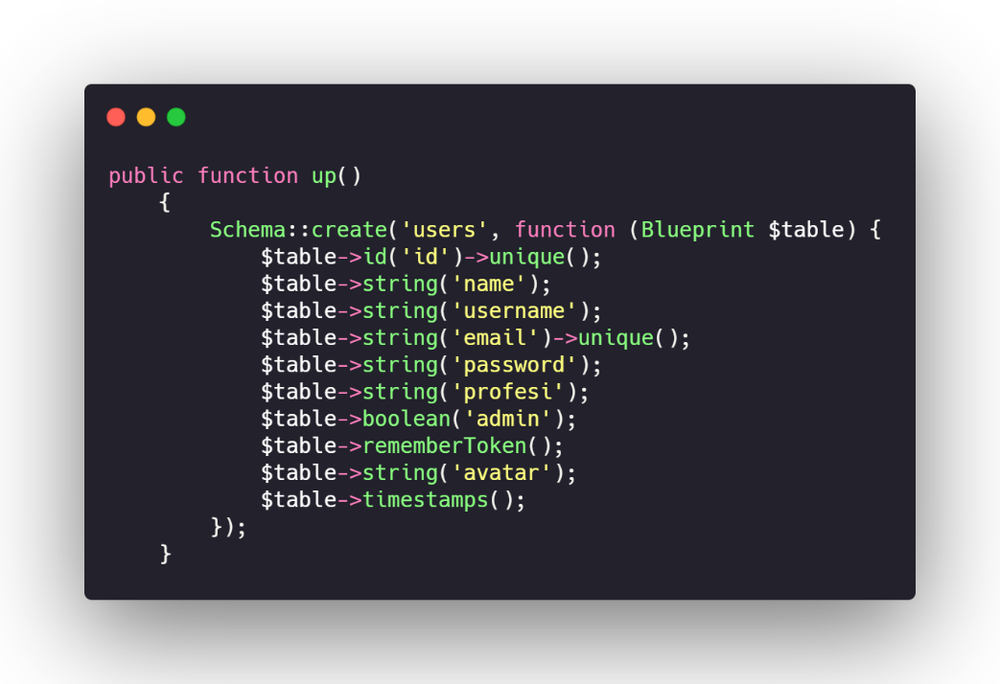 public function up()
    {
        Schema::create('users', function (Blueprint $table) {
            $table->id('id')->unique();
            $table->string('name');
            $table->string('username');
            $table->string('email')->unique();
            $table->string('password');
            $table->string('profesi');
            $table->boolean('admin');
            $table->rememberToken();
            $table->string('avatar');
            $table->timestamps();
        });
    }